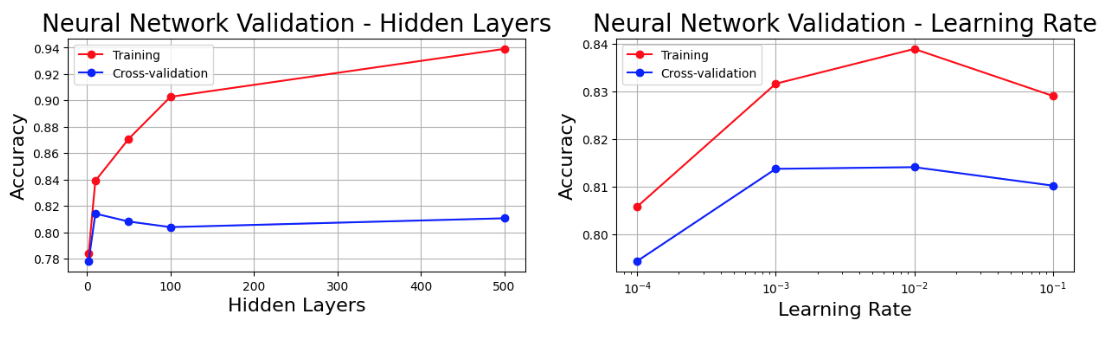 Neural Network Validation - Hidden Layers
Training
Cross-validation
Accuracy
0.94
0.92
0.90
0.88
0.86
0.84
0.82
0.80
0.78
0
100
200
300
400
500
Hidden Layers
Neural Network Validation - Learning Rate
Training
Cross-validation
Accuracy
0.84
0.83
0.82
0.81
0.80
10⁻⁴
10⁻³
10⁻²
10⁻¹
Learning Rate